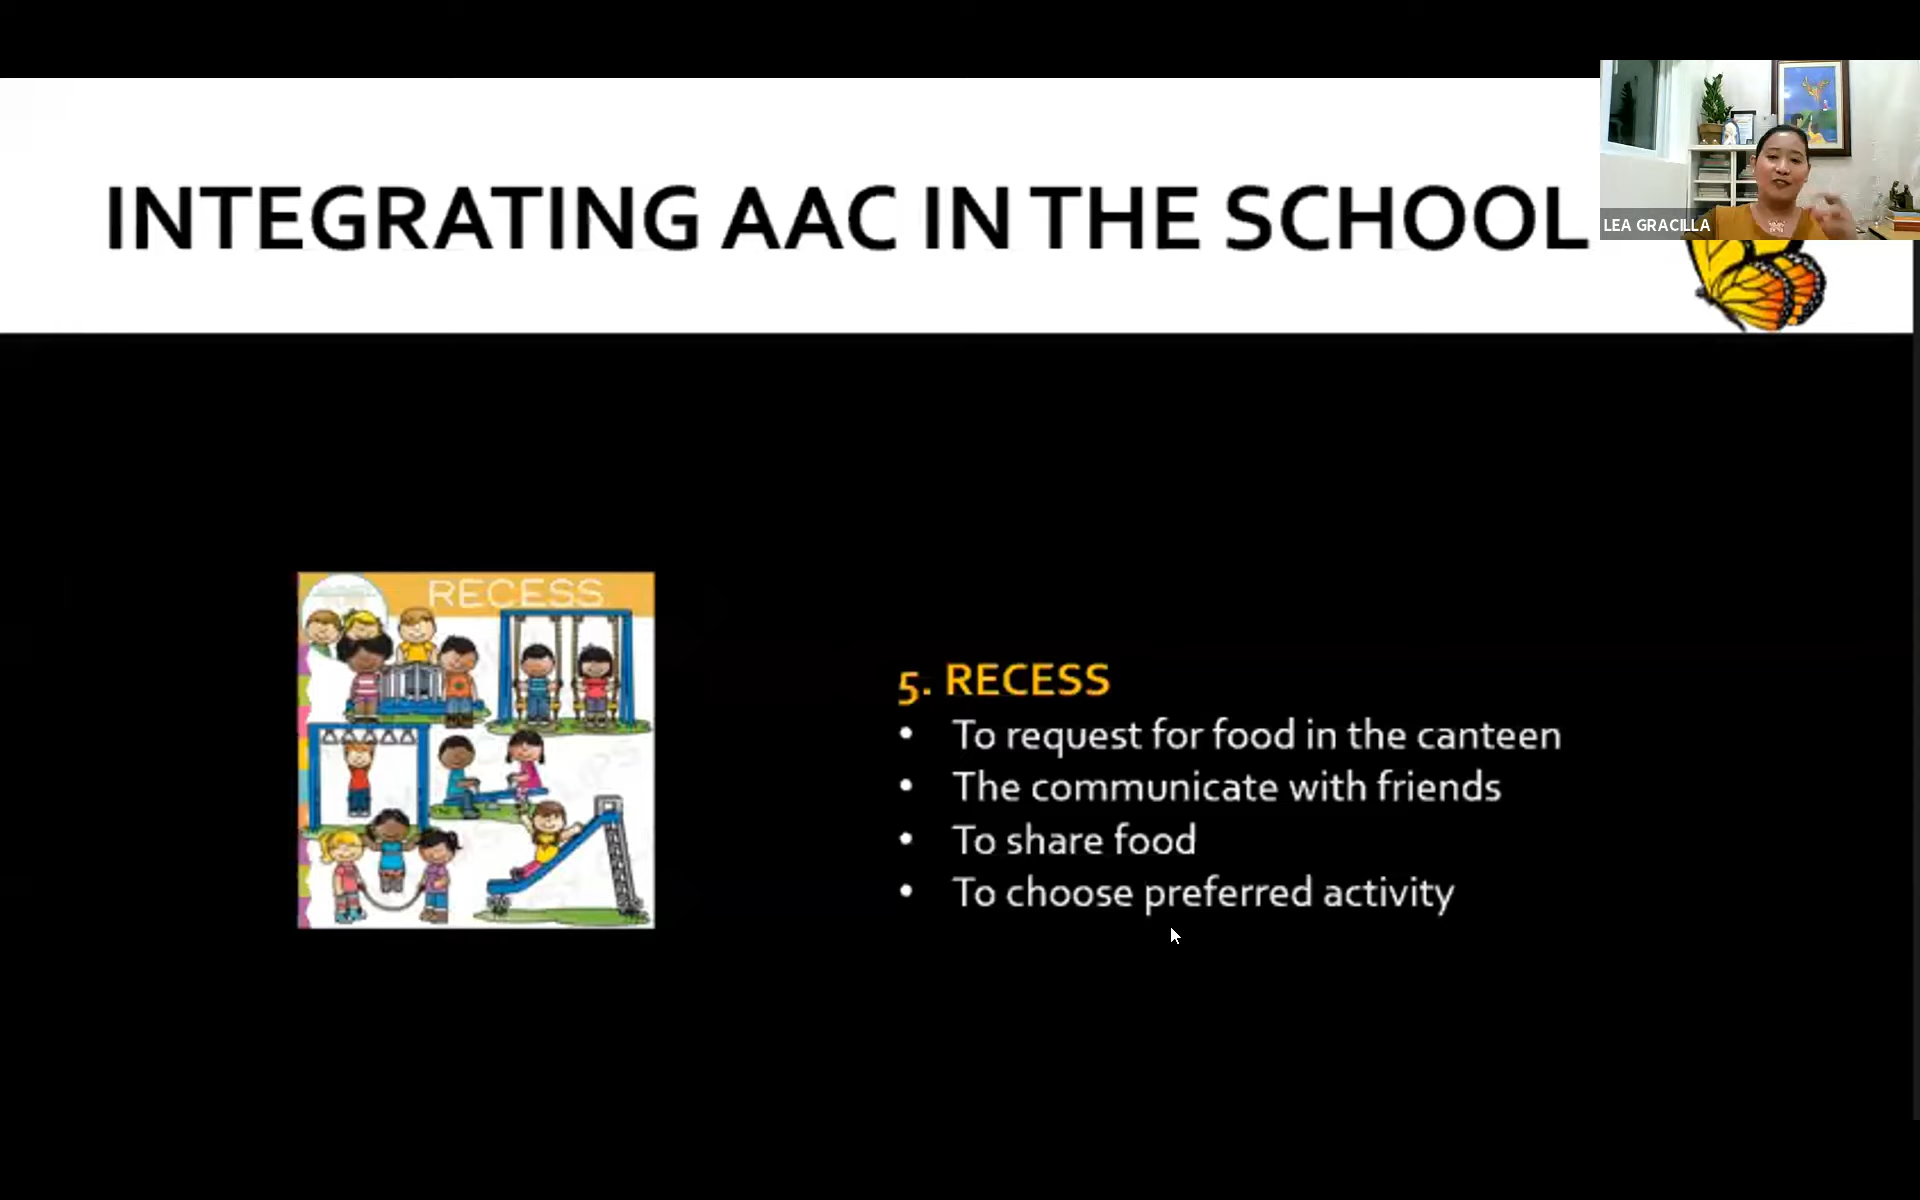 INTEGRATING AAC IN THE SCHOOL
LEA GRACILLA
RECESS
5. RECESS
• To request for food in the canteen
• The communicate with friends
• To share food
• To choose preferred activity